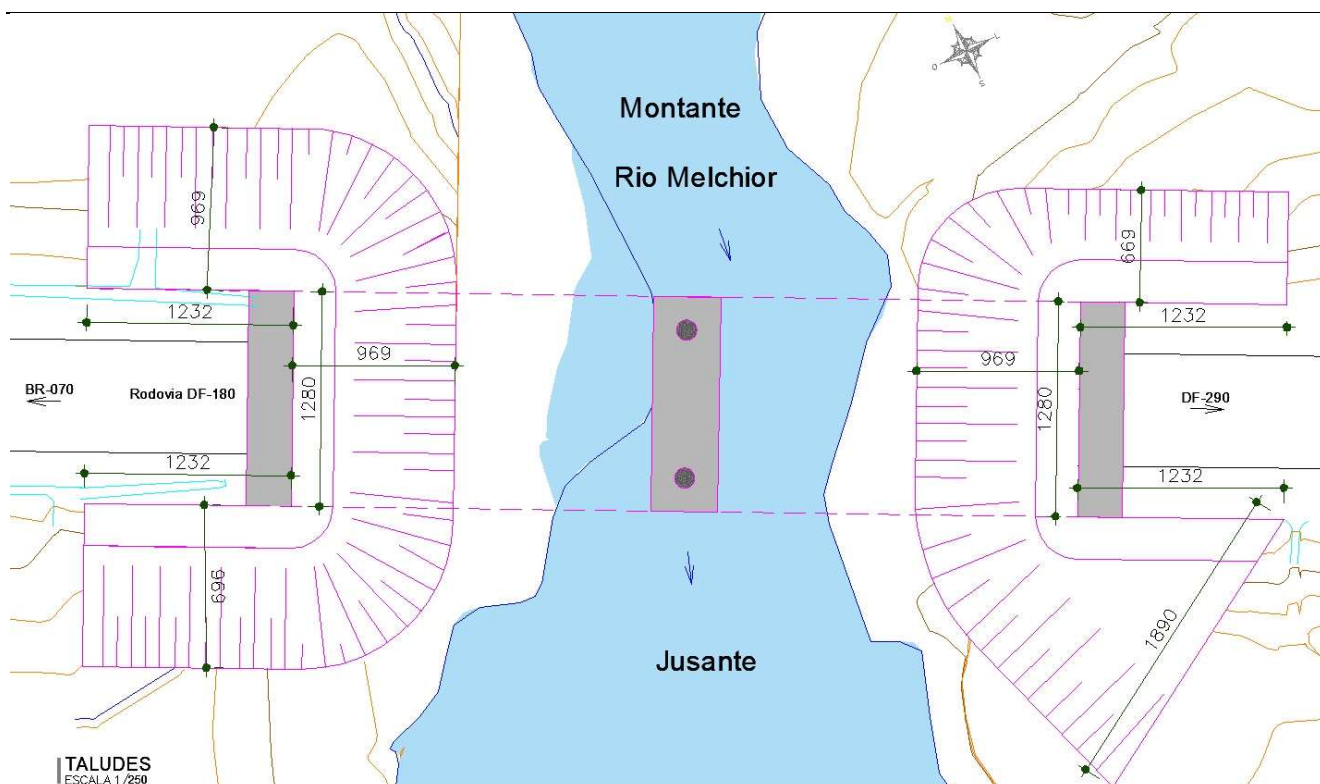 N
L
O
S
Montante
Rio Melchior
969
669
1232
1232
969
969
BR-070
Rodovia DF-180
1280
1280
DF-290
1232
1232
969
1890
Jusante
TALUDES
ESCALA 1/250